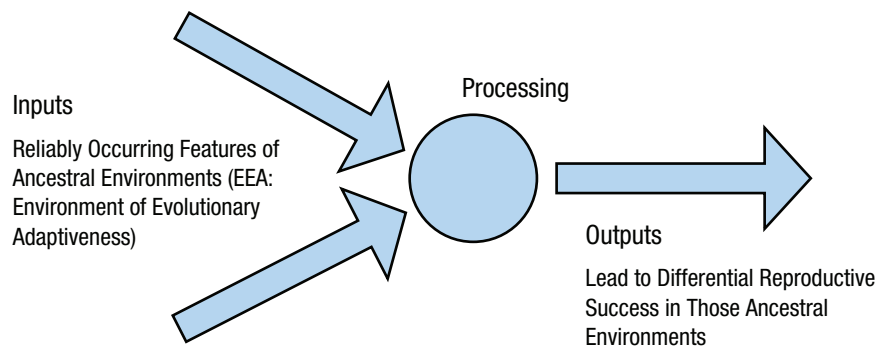 Inputs
Reliably Occurring Features of
Ancestral Environments (EEA:
Environment of Evolutionary
Adaptiveness)
Processing
Outputs
Lead to Differential Reproductive
Success in Those Ancestral
Environments